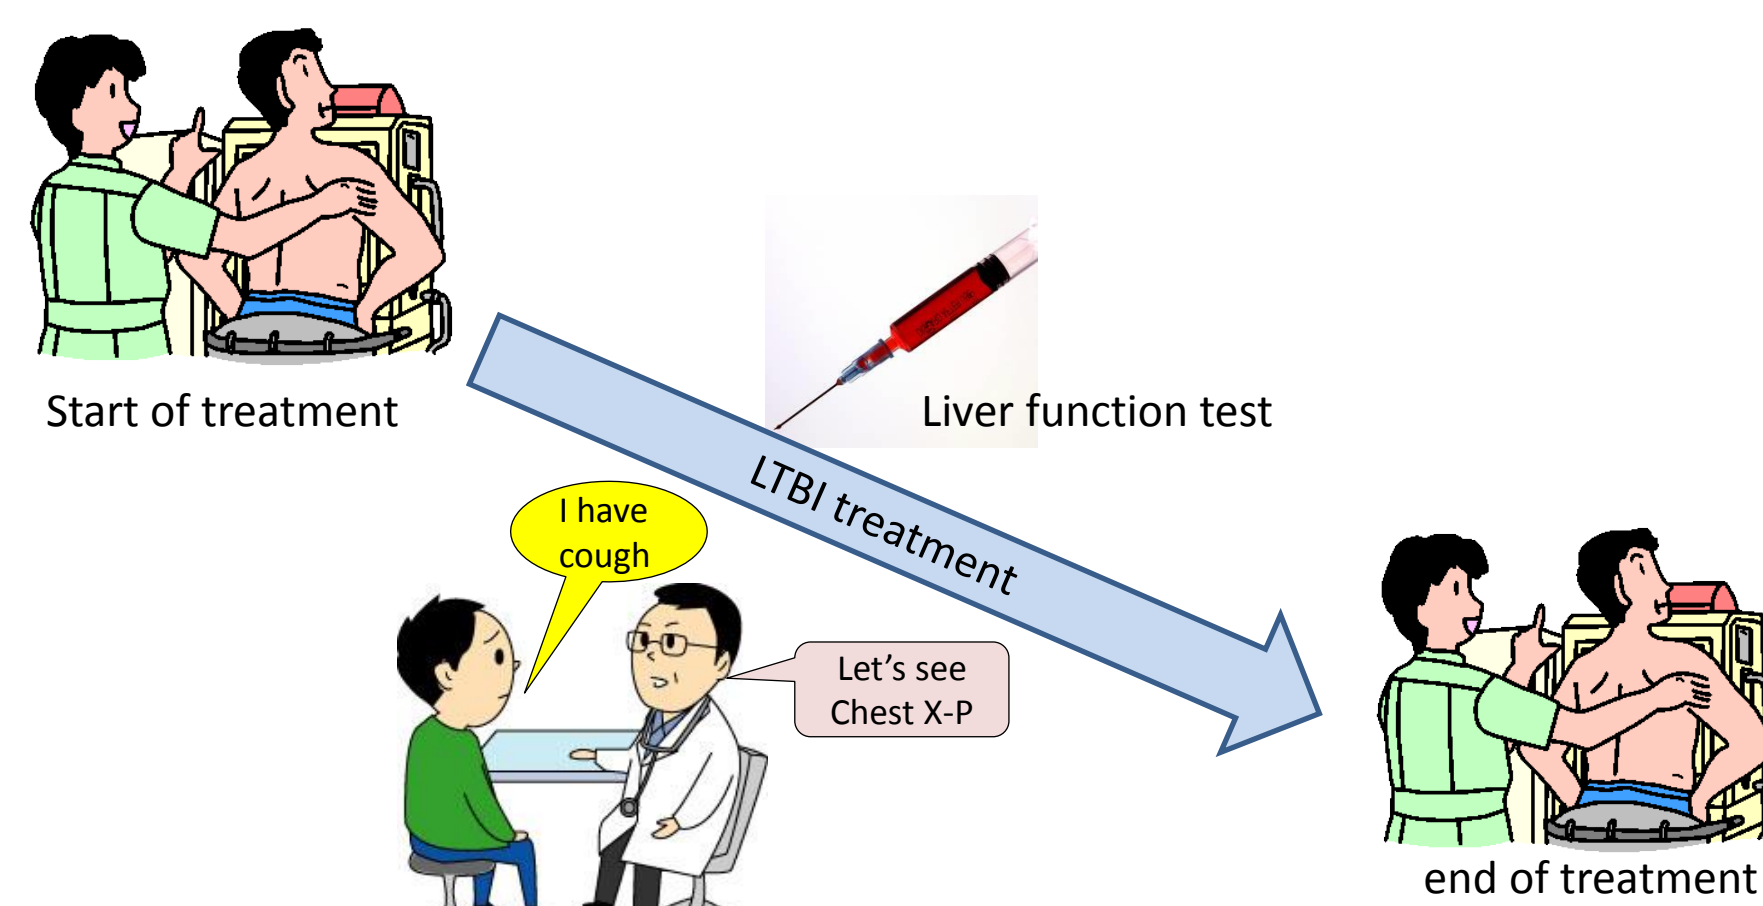 Start of treatment
Liver function test
LTBI treatment
I have
cough
Let’s see
Chest X-P
end of treatment